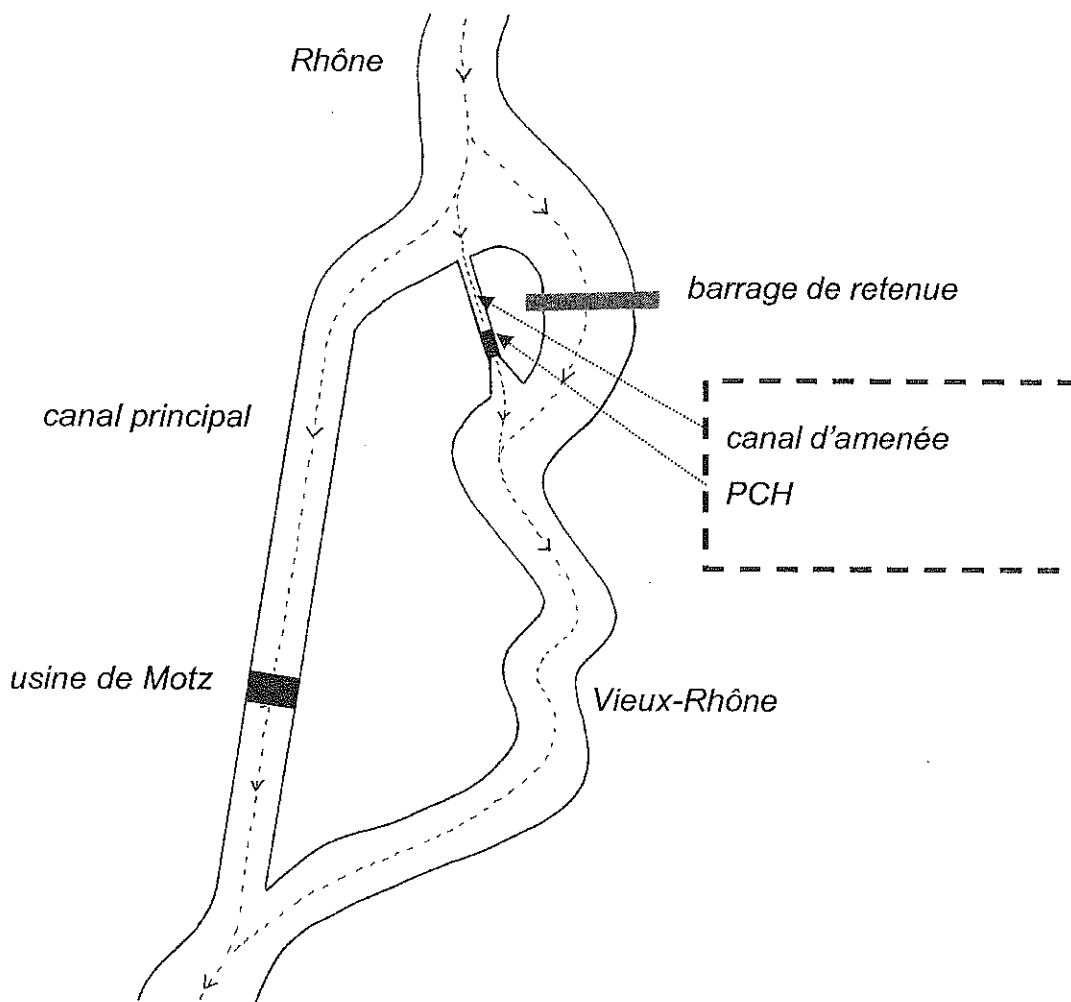 Rhône
barrage de retenue
canal principal
canal d'amenée
PCH
usine de Motz
Vieux-Rhône